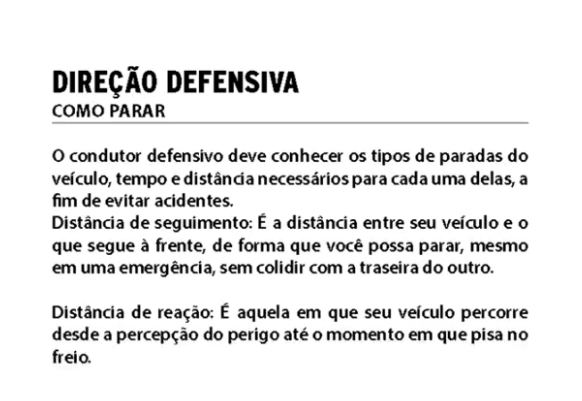 DIREÇÃO DEFENSIVA
COMO PARAR
O condutor defensivo deve conhecer os tipos de paradas do
veículo, tempo e distância necessários para cada uma delas, a
fim de evitar acidentes.
Distância de seguimento: É a distância entre seu veículo e o
que segue à frente, de forma que você possa parar, mesmo
em uma emergência, sem colidir com a traseira do outro.
Distância de reação: É aquela em que seu veículo percorre
desde a percepção do perigo até o momento em que pisa no
freio.